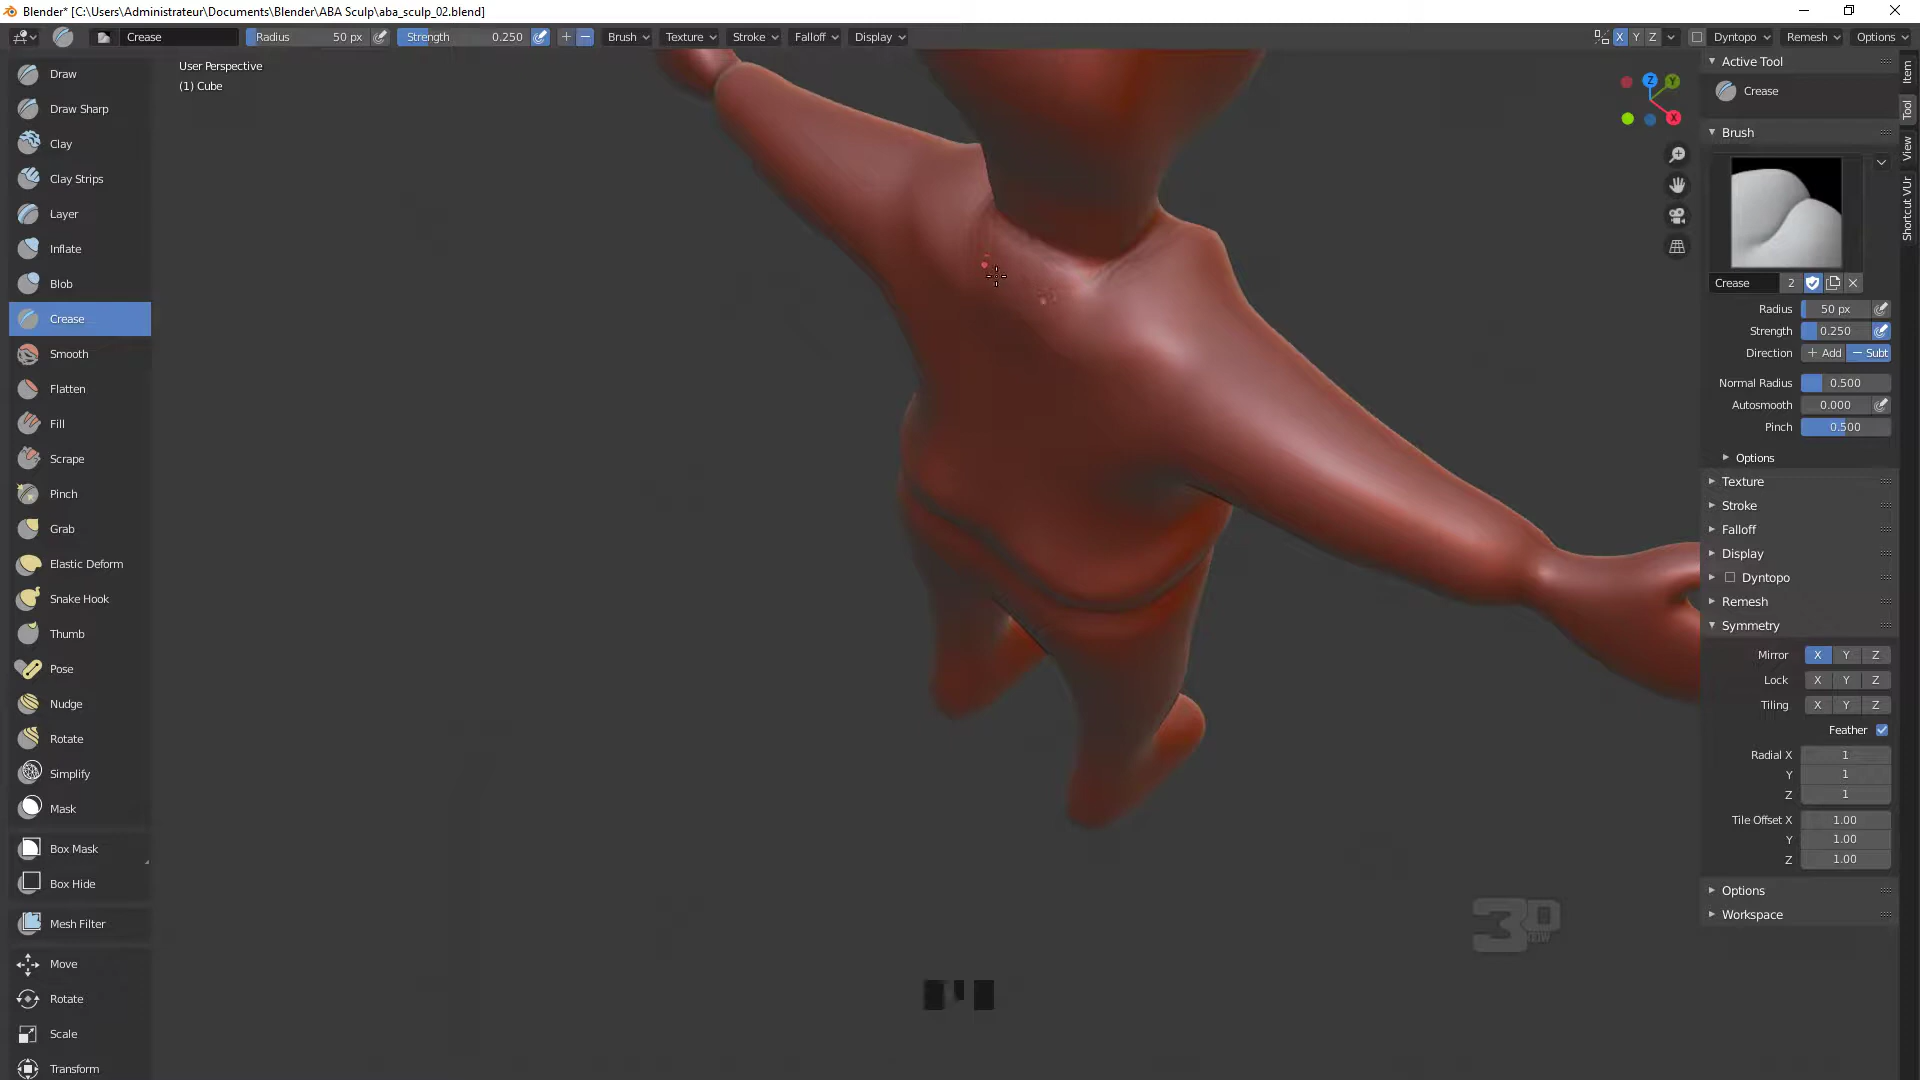 Blender* [C:\Users\Administrateur\Documents\Blender\ABA Sculp\aba_sculp_02.blend]
Crease Radius 50 px Strength 0.250 Brush Texture Stroke Falloff Display X Y Z Dyntopo Remesh Options
User Perspective
(1) Cube
Draw
Draw Sharp
Clay
Clay Strips
Layer
Inflate
Blob
Crease
Smooth
Flatten
Fill
Scrape
Pinch
Grab
Elastic Deform
Snake Hook
Thumb
Pose
Nudge
Rotate
Simplify
Mask
Box Mask
Box Hide
Mesh Filter
Move
Rotate
Scale
Transform
Z Y
X
Active Tool
Crease
Brush
Crease 2
Radius 50 px
Strength 0.250
Direction + Add − Subt
Normal Radius 0.500
Autosmooth 0.000
Pinch 0.500
Options
Texture
Stroke
Falloff
Display
Dyntopo
Remesh
Symmetry
Mirror X Y Z
Lock X Y Z
Tiling X Y Z
Feather
Radial X 1
Y 1
Z 1
Tile Offset X 1.00
Y 1.00
Z 1.00
Options
Workspace
Item
Tool
View
Shortcut VUr
3D